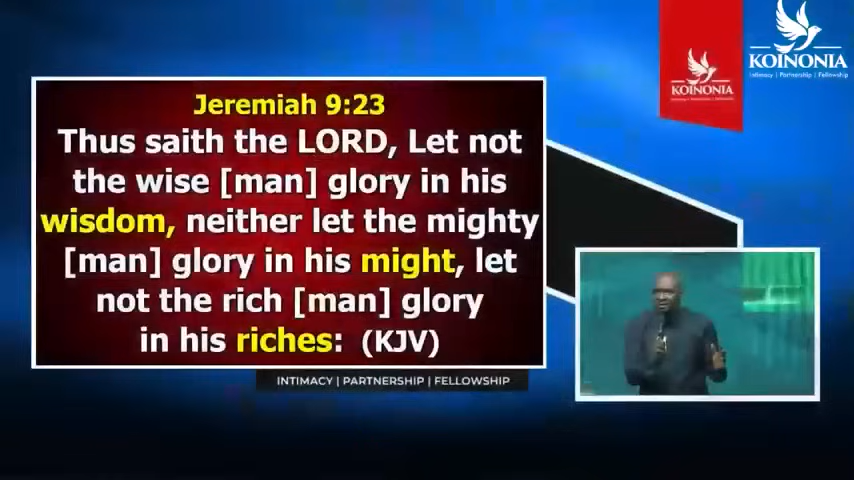 Jeremiah 9:23
Thus saith the LORD, Let not
the wise [man] glory in his
wisdom, neither let the mighty
[man] glory in his might, let
not the rich [man] glory
in his riches: (KJV)
INTIMACY | PARTNERSHIP | FELLOWSHIP
KOINONIA
KOINONIA
Intimacy | Partnership | Fellowship